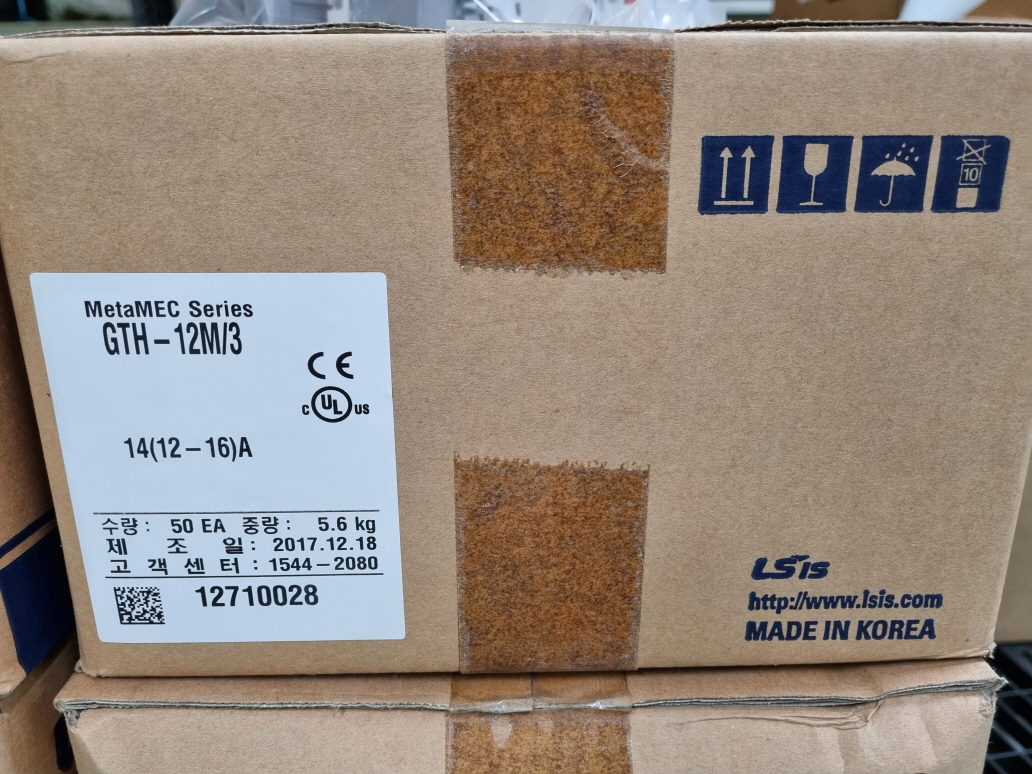 10
MetaMEC Series
GTH-12M/3
CE
C UL US
14(12-16)A
수량: 50 EA 중량: 5.6 kg
제 조 일: 2017.12.18
고객센터: 1544-2080
12710028
LSis
http://www.lsis.com
MADE IN KOREA